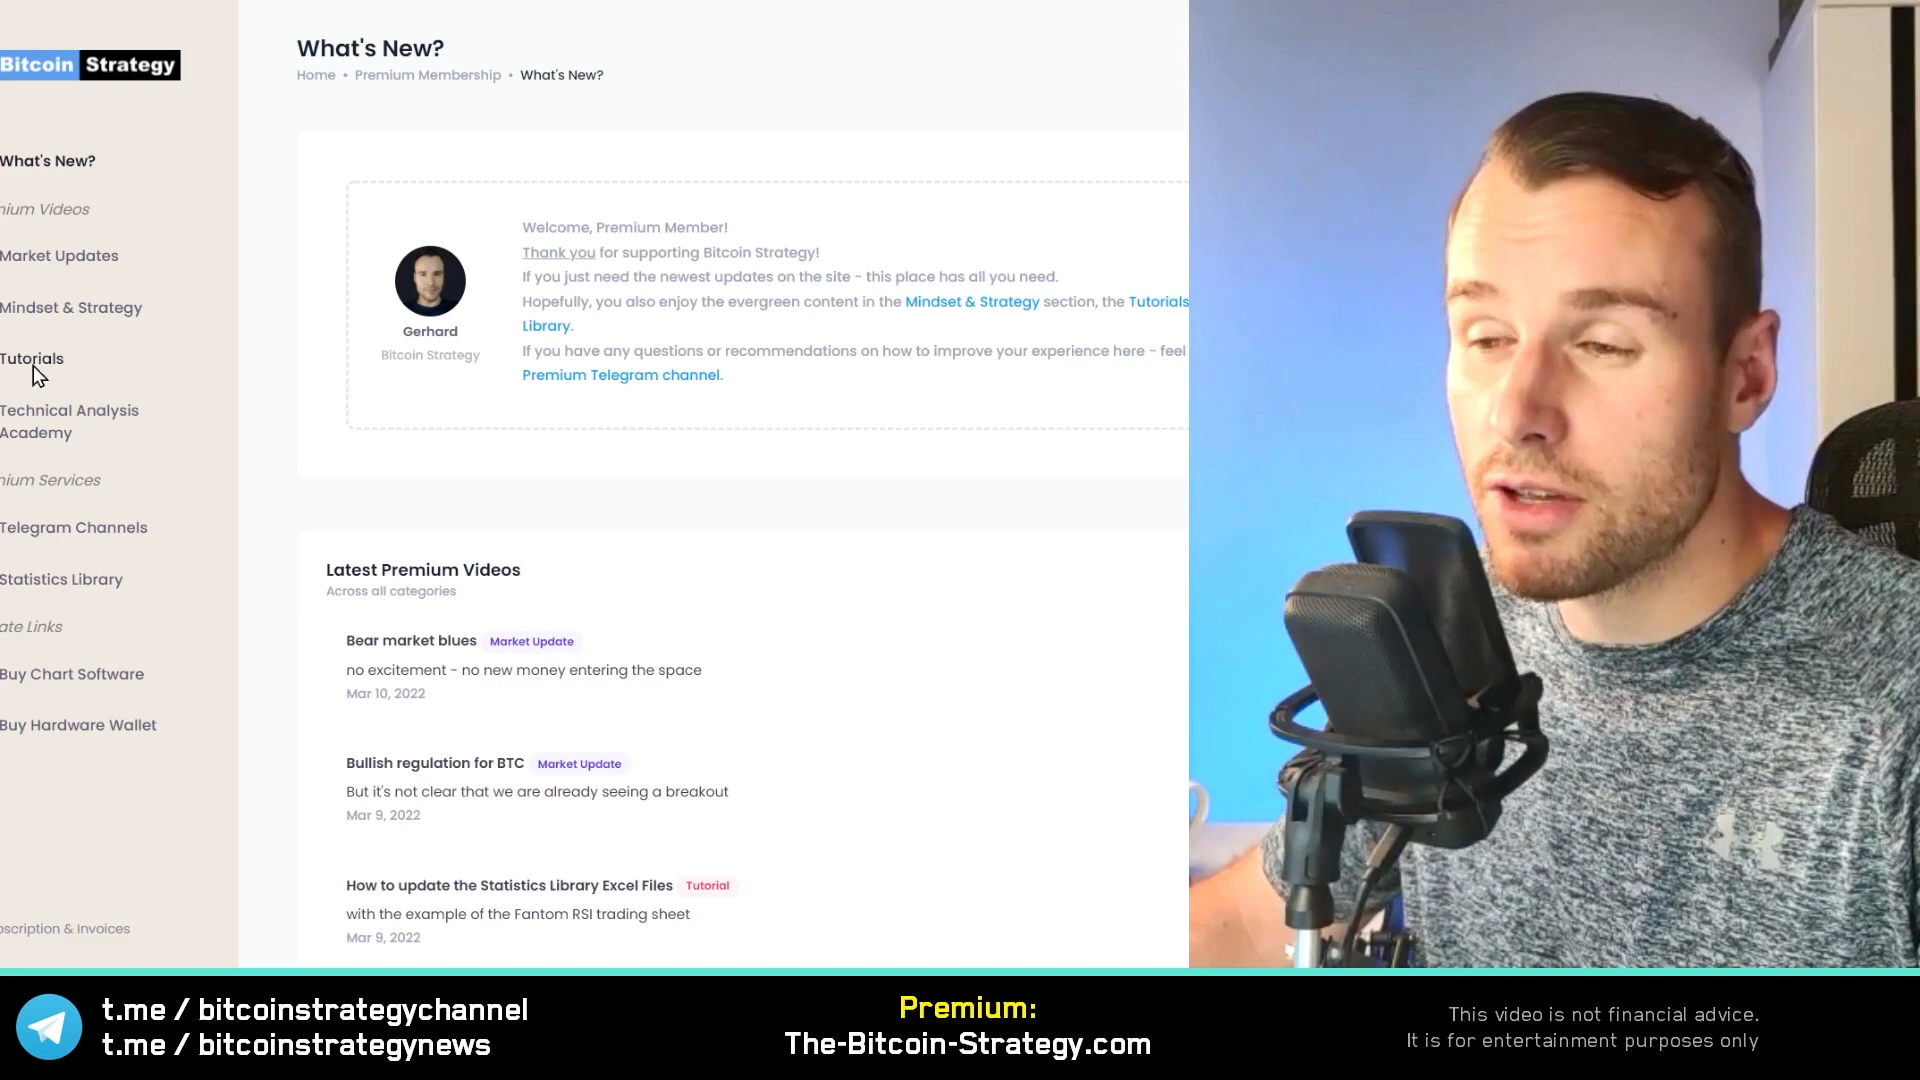 Bitcoin Strategy
What's New?
nium Videos
Market Updates
Mindset & Strategy
Tutorials
Technical Analysis
Academy
nium Services
Telegram Channels
Statistics Library
ate Links
Buy Chart Software
Buy Hardware Wallet
oscription & Invoices
What's New?
Home • Premium Membership • What's New?
Gerhard
Bitcoin Strategy
Welcome, Premium Member!
Thank you for supporting Bitcoin Strategy!
If you just need the newest updates on the site - this place has all you need.
Hopefully, you also enjoy the evergreen content in the Mindset & Strategy section, the Tutorials
Library.
If you have any questions or recommendations on how to improve your experience here - feel
Premium Telegram channel.
Latest Premium Videos
Across all categories
Bear market blues Market Update
no excitement - no new money entering the space
Mar 10, 2022
Bullish regulation for BTC Market Update
But it's not clear that we are already seeing a breakout
Mar 9, 2022
How to update the Statistics Library Excel Files Tutorial
with the example of the Fantom RSI trading sheet
Mar 9, 2022
t.me / bitcoinstrategychannel
t.me / bitcoinstrategynews
Premium:
The-Bitcoin-Strategy.com
This video is not financial advice.
It is for entertainment purposes only